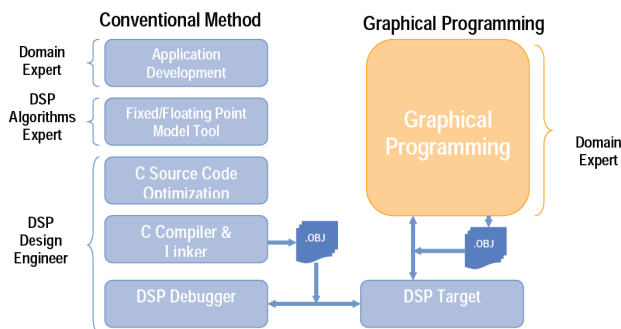 Conventional Method
Graphical Programming
Domain
Expert
Application
Development
DSP
Algorithms
Expert
Fixed/Floating Point
Model Tool
DSP
Design
Engineer
C Source Code
Optimization
C Compiler &
Linker
.OBJ
DSP Debugger
Graphical
Programming
Domain
Expert
.OBJ
DSP Target